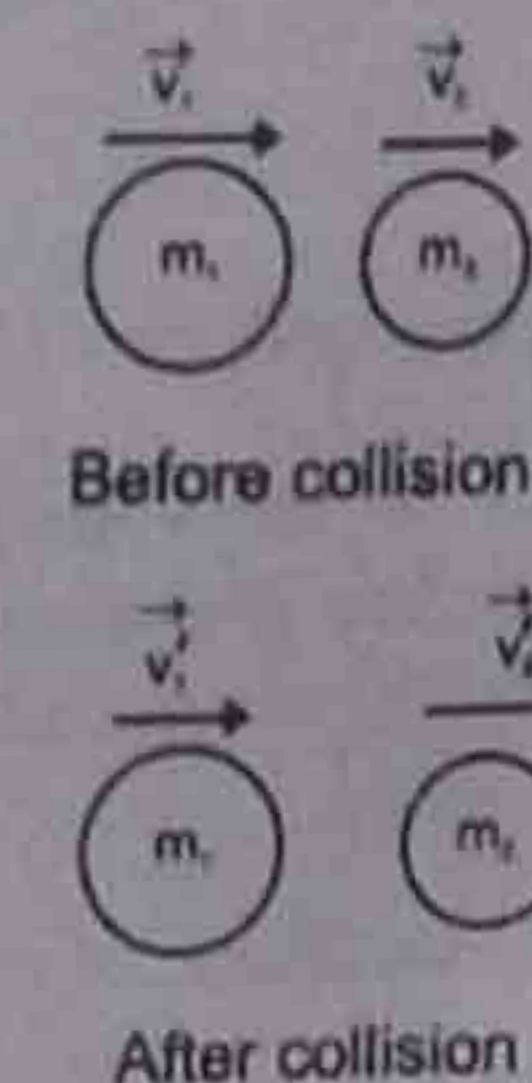 v⃗₁ v⃗₂
m₁ m₂
Before collision
v⃗₁′ v⃗₂′
m₁ m₂
After collision